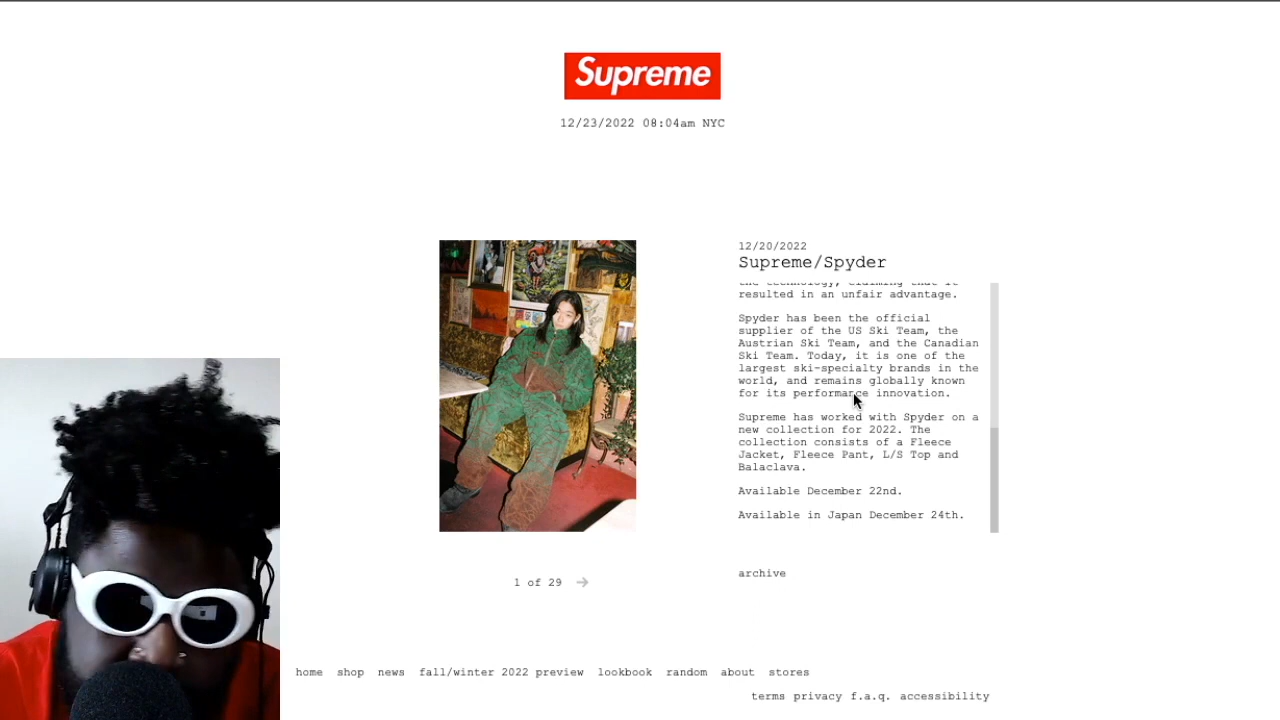 Supreme
12/23/2022 08:04am NYC
12/20/2022
Supreme/Spyder
the technology, claiming that it
resulted in an unfair advantage.
Spyder has been the official
supplier of the US Ski Team, the
Austrian Ski Team, and the Canadian
Ski Team. Today, it is one of the
largest ski-specialty brands in the
world, and remains globally known
for its performance innovation.
Supreme has worked with Spyder on a
new collection for 2022. The
collection consists of a Fleece
Jacket, Fleece Pant, L/S Top and
Balaclava.
Available December 22nd.
Available in Japan December 24th.
1 of 29
archive
home shop news fall/winter 2022 preview lookbook random about stores
terms privacy f.a.q. accessibility